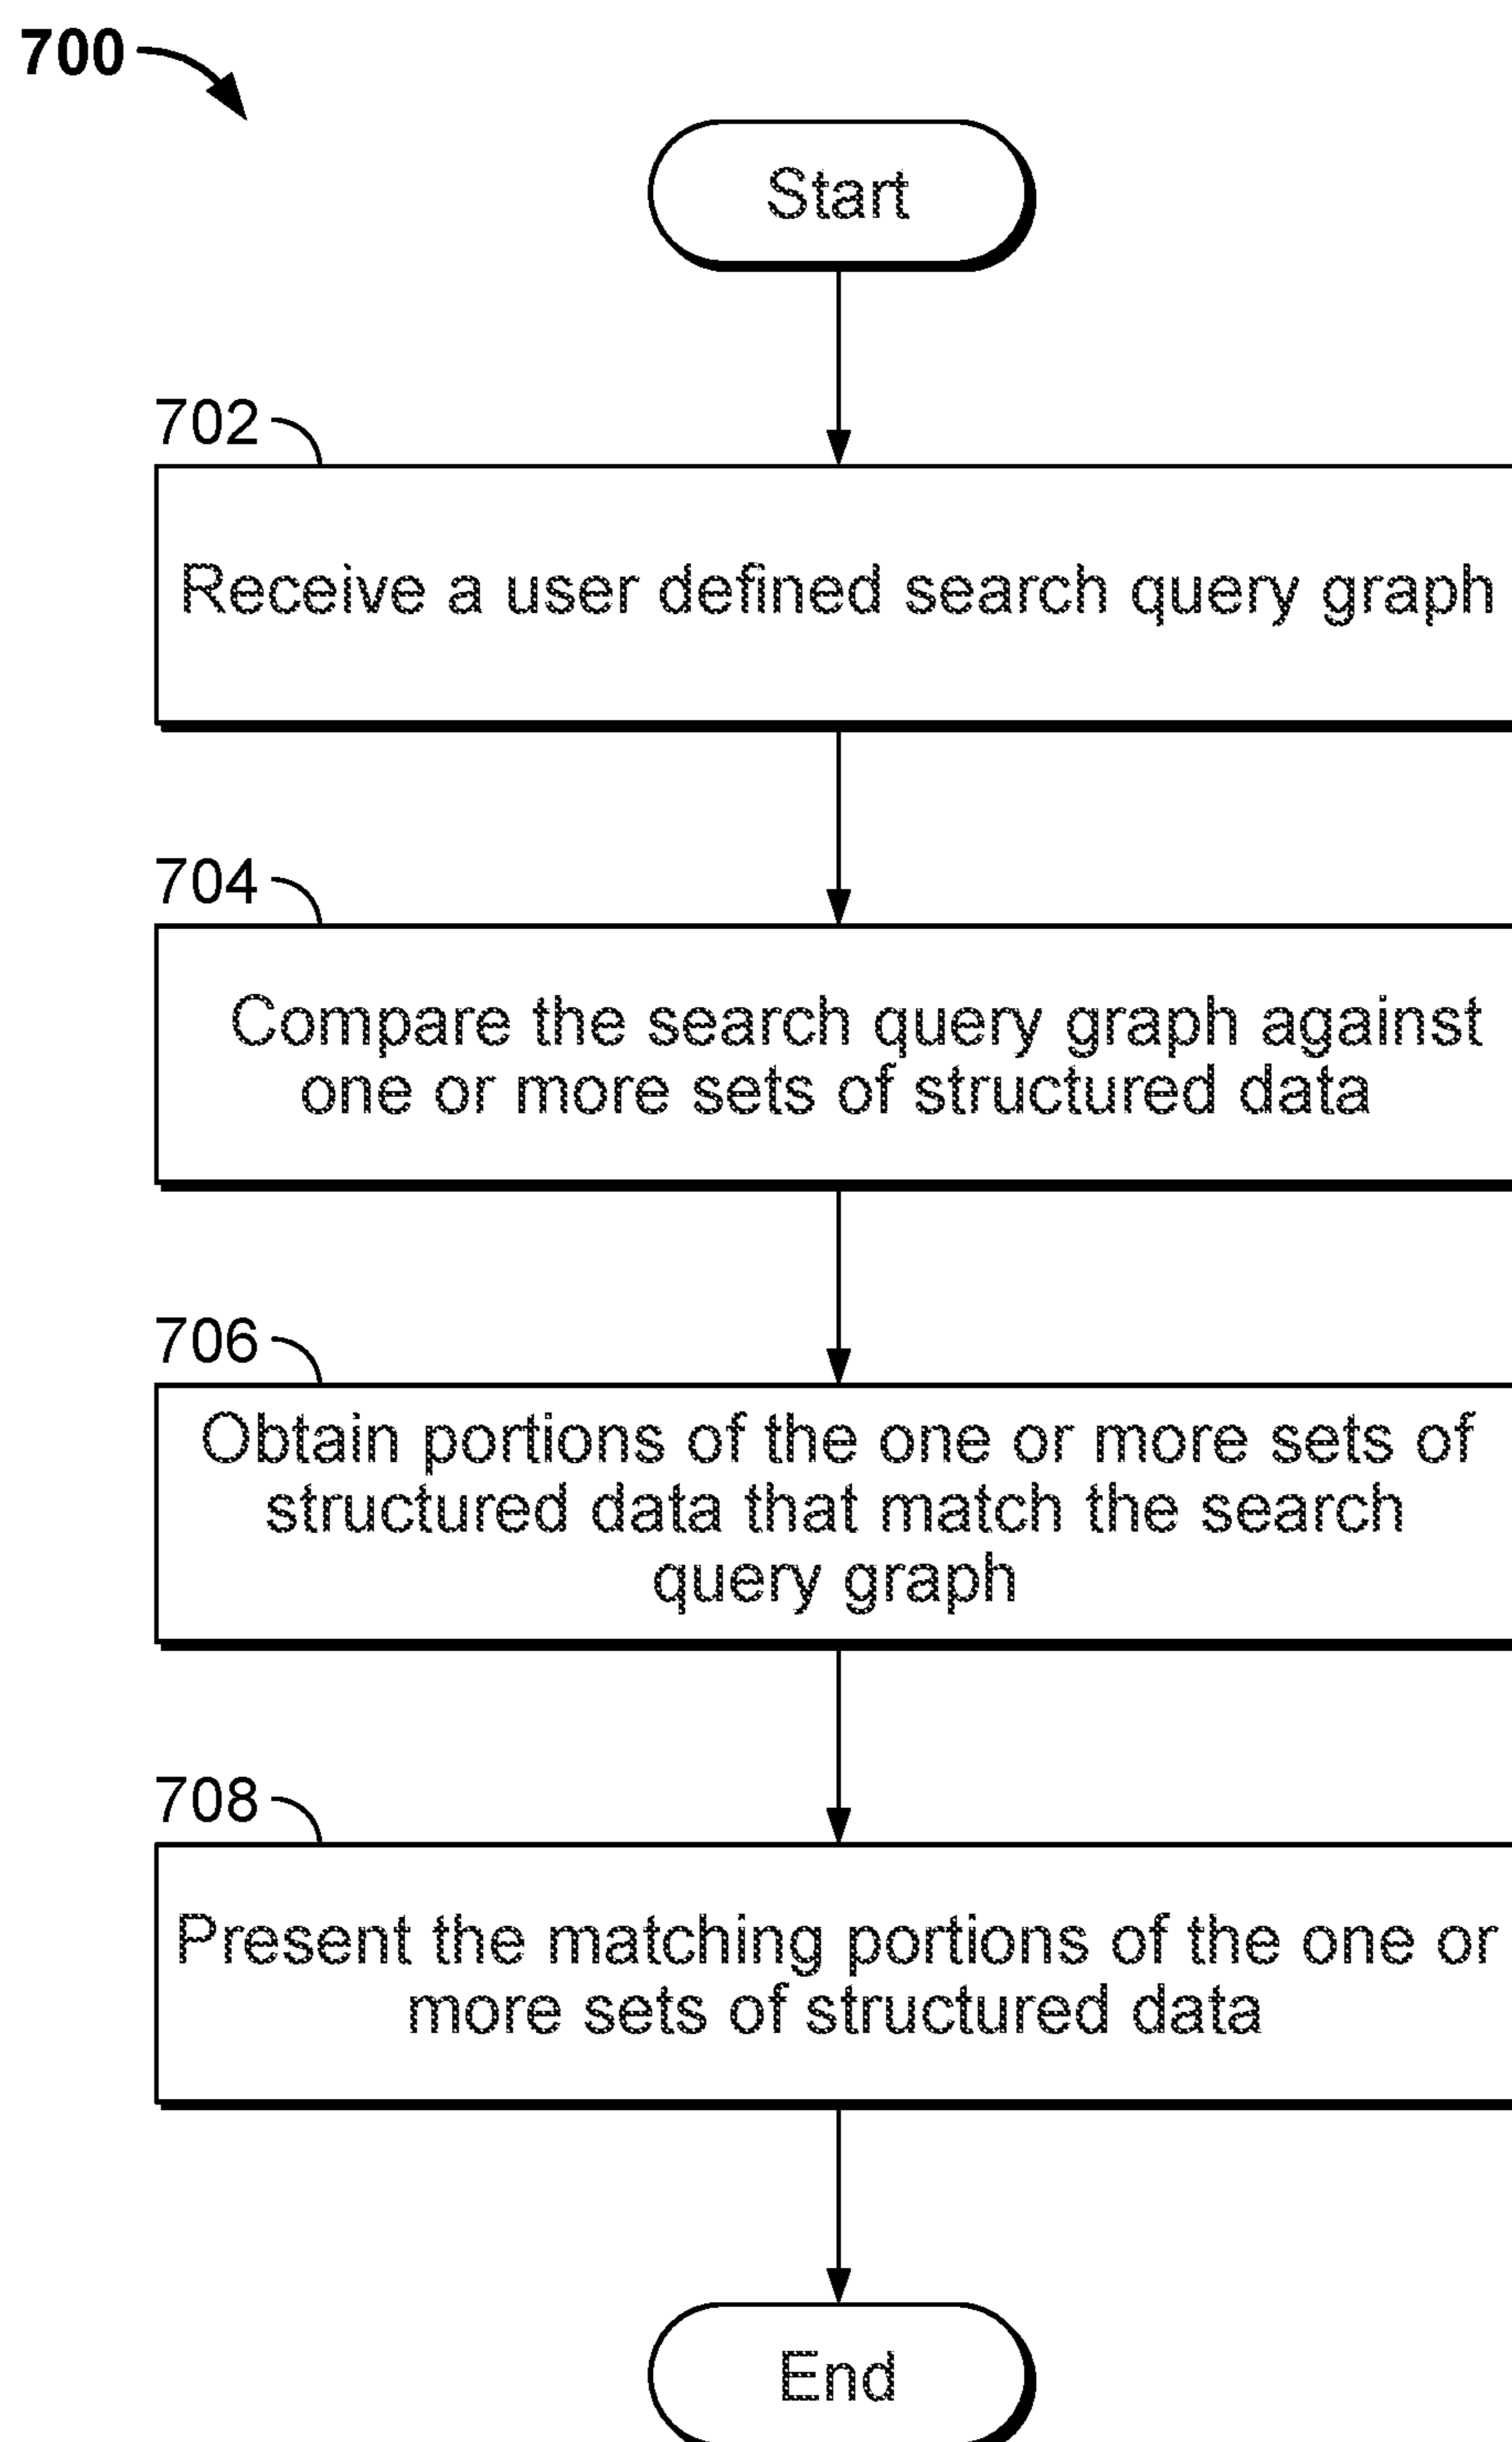 700
Start
702
Receive a user defined search query graph
704
Compare the search query graph against
one or more sets of structured data
706
Obtain portions of the one or more sets of
structured data that match the search
query graph
708
Present the matching portions of the one or
more sets of structured data
End